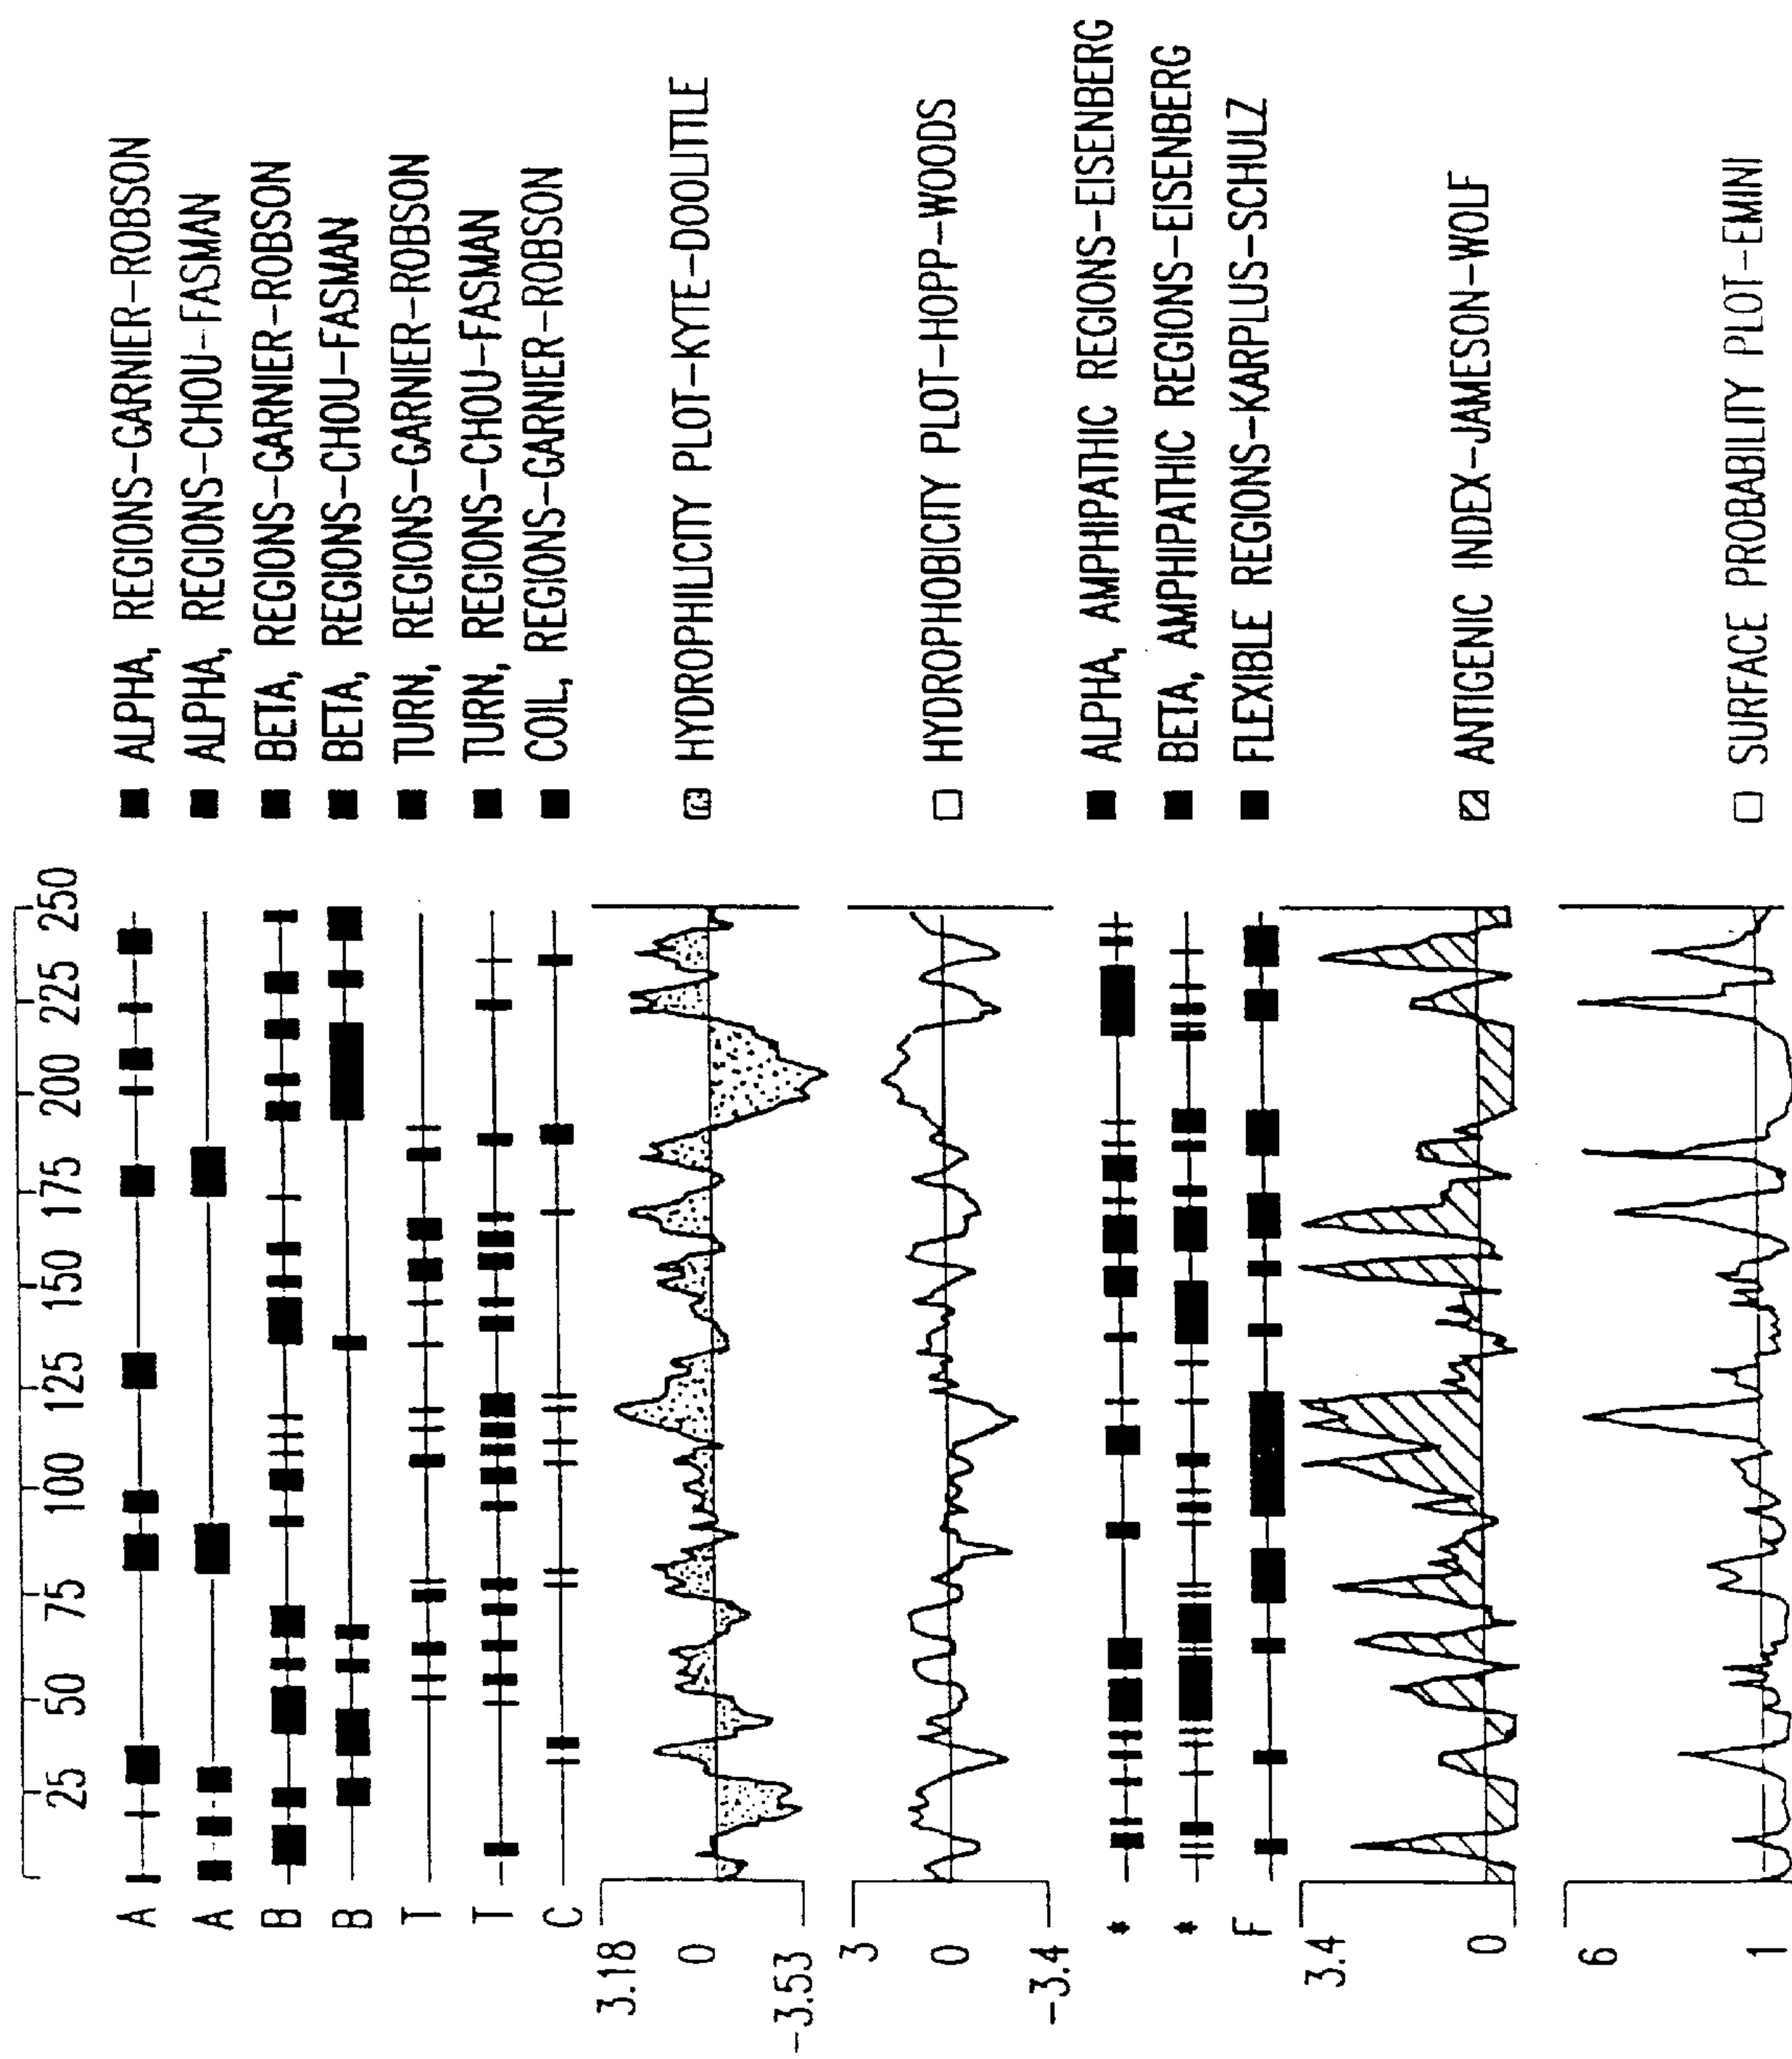 25 50 75 100 125 150 175 200 225 250
A ALPHA, REGIONS-GARNIER-ROBSON
A ALPHA, REGIONS-CHOU-FASMAN
B BETA, REGIONS-GARNIER-ROBSON
B BETA, REGIONS-CHOU-FASMAN
T TURN, REGIONS-GARNIER-ROBSON
T TURN, REGIONS-CHOU-FASMAN
C COIL, REGIONS-GARNIER-ROBSON
3.18
0 HYDROPHILICITY PLOT-KYTE-DOOLITTLE
-3.53
3
0 HYDROPHOBICITY PLOT-HOPP-WOODS
-3.4
* ALPHA, AMPHIPATHIC REGIONS-EISENBERG
* BETA, AMPHIPATHIC REGIONS-EISENBERG
F FLEXIBLE REGIONS-KARPLUS-SCHULZ
3.4
0 ANTIGENIC INDEX-JAMESON-WOLF
6
1 SURFACE PROBABILITY PLOT-EMINI